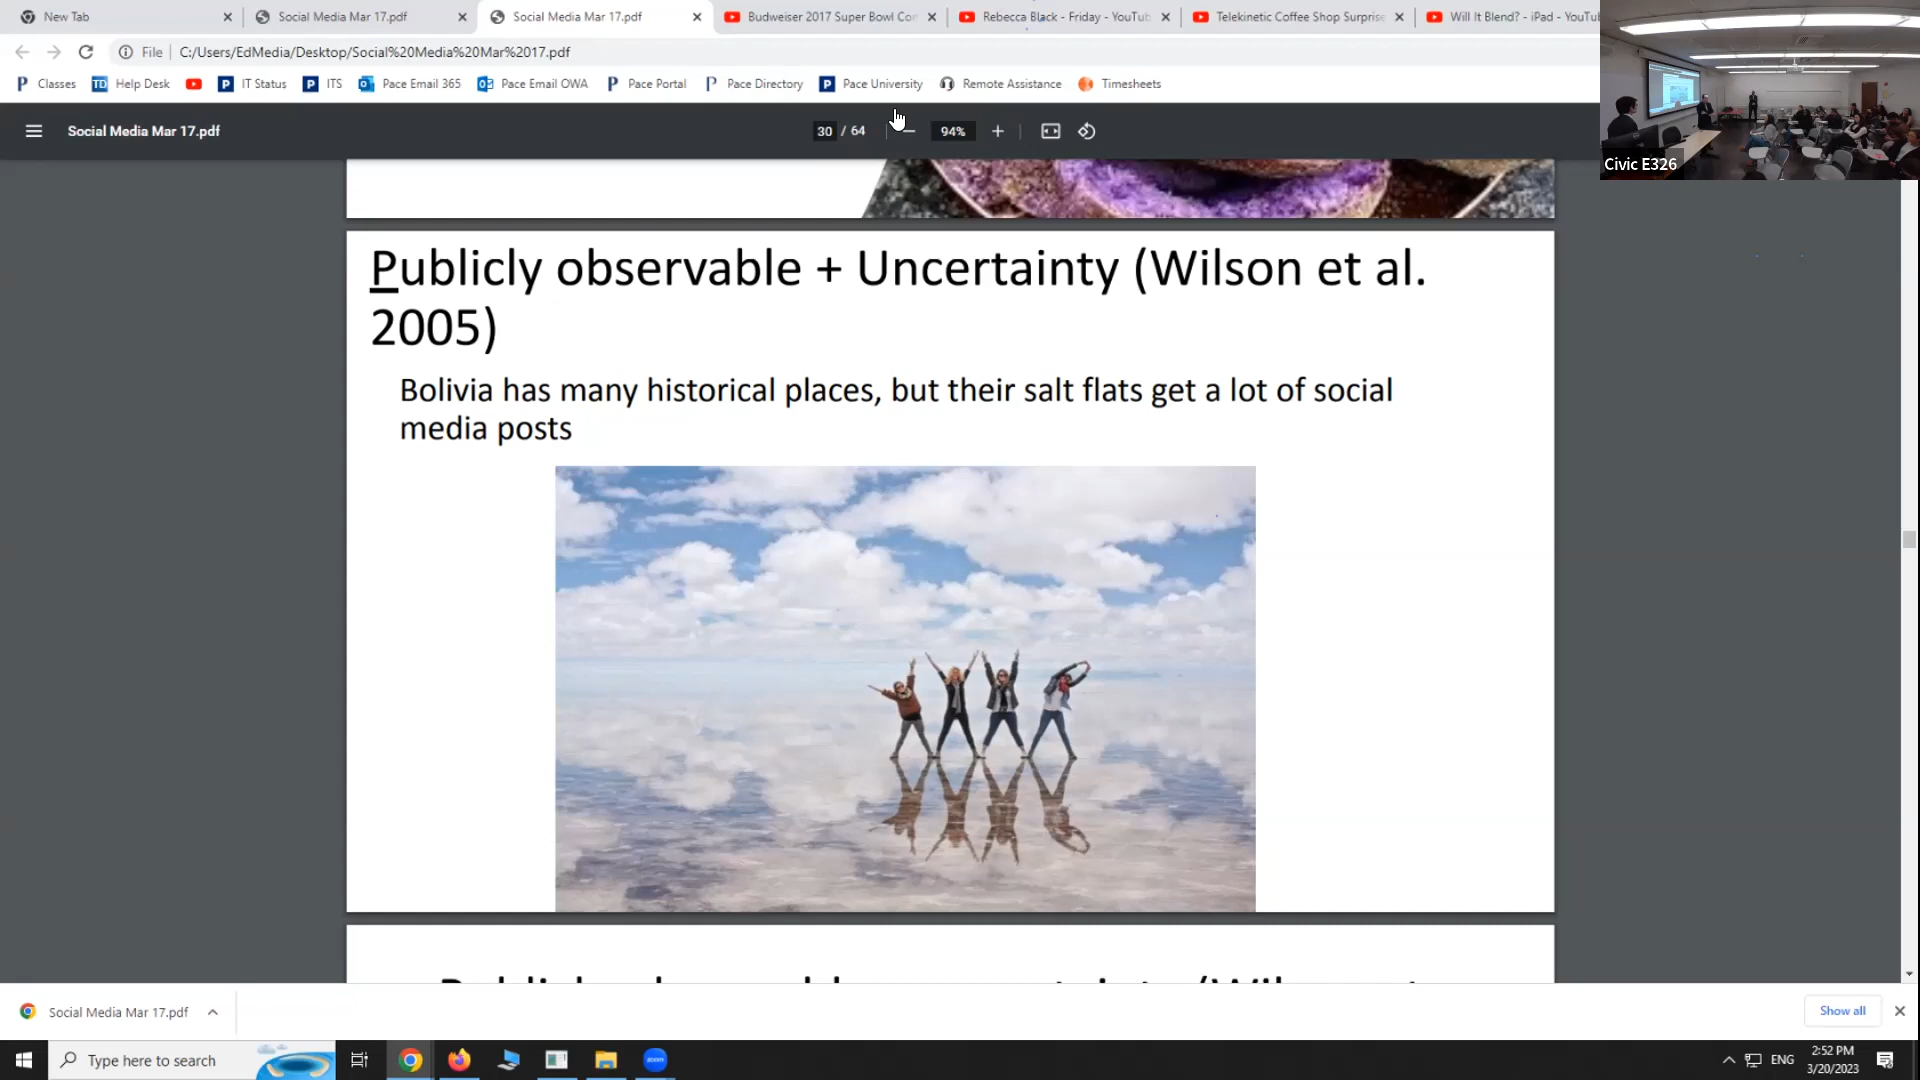 New Tab
Social Media Mar 17.pdf
Social Media Mar 17.pdf
Budweiser 2017 Super Bowl Cor
Rebecca Black - Friday - YouTub
Telekinetic Coffee Shop Surprise
Will It Blend? - iPad - YouTu
File
C:/Users/EdMedia/Desktop/Social%20Media%20Mar%2017.pdf
Classes
TD Help Desk
IT Status
ITS
Pace Email 365
Pace Email OWA
Pace Portal
Pace Directory
Pace University
Remote Assistance
Timesheets
Civic E326
Social Media Mar 17.pdf
30 / 64
94%
Publicly observable + Uncertainty (Wilson et al.
2005)
Bolivia has many historical places, but their salt flats get a lot of social
media posts
Social Media Mar 17.pdf
Show all
Type here to search
zoom
ENG
2:52 PM
3/20/2023